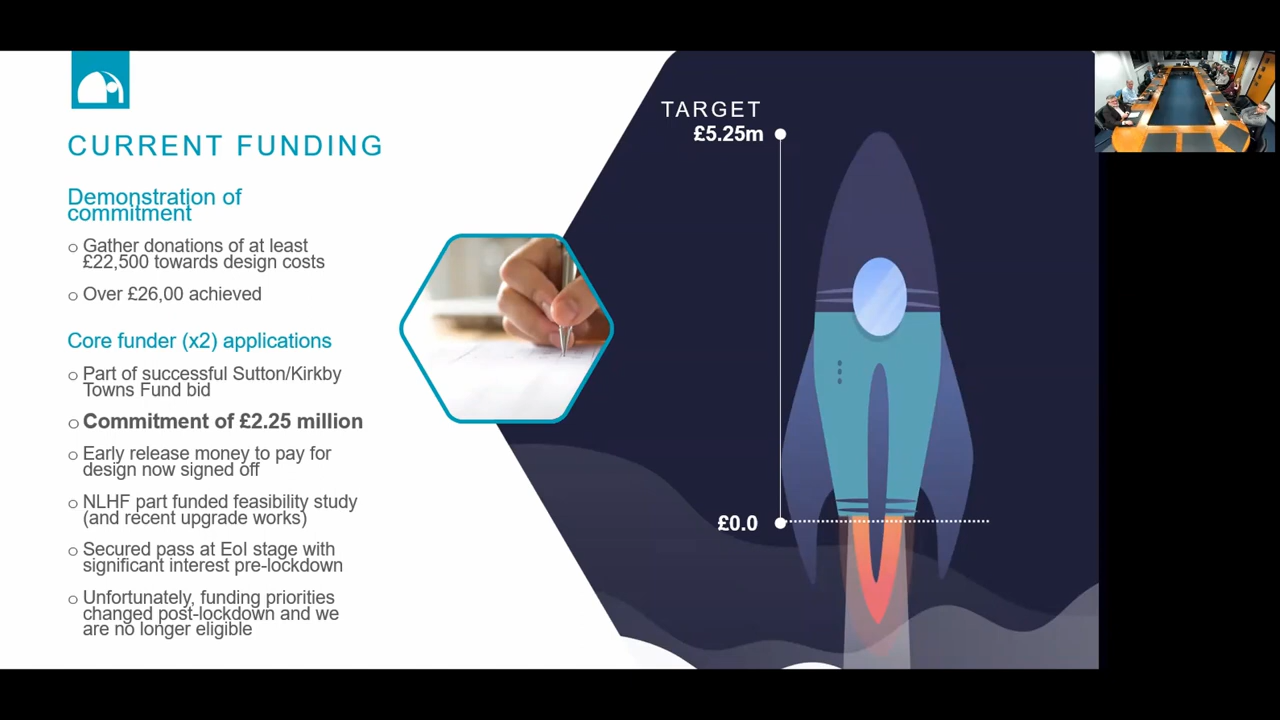 CURRENT FUNDING
Demonstration of
commitment
o Gather donations of at least
£22,500 towards design costs
o Over £26,00 achieved
Core funder (x2) applications
o Part of successful Sutton/Kirkby
Towns Fund bid
o Commitment of £2.25 million
o Early release money to pay for
design now signed off
o NLHF part funded feasibility study
(and recent upgrade works)
o Secured pass at EoI stage with
significant interest pre-lockdown
o Unfortunately, funding priorities
changed post-lockdown and we
are no longer eligible
TARGET
£5.25m
£0.0